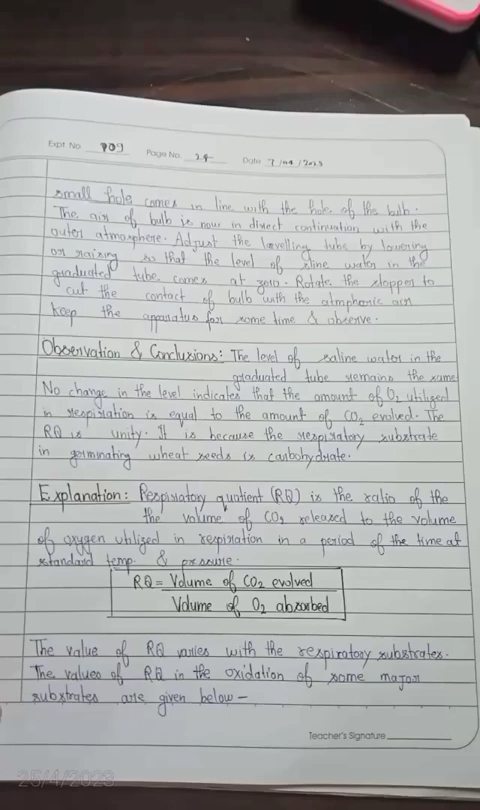 Expt No. 109 Page No. 24 Date 7/04/2023
small hole comes in line with the hole of the bulb.
The air of bulb is now in direct continuation with the
outer atmosphere. Adjust the levelling tube by lowering
or raising so that the level of saline water in the
graduated tube comes at zero. Rotate the stopper to
cut the contact of bulb with the atmpheric air
keep the apparatus for some time & observe.
Observation & Conclusions: The level of saline water in the
graduated tube remains the same
No change in the level indicates that the amount of O2 utilized
in respiration is equal to the amount of CO2 evolved. The
RQ is unity. It is because the respiratory substrate
in germinating wheat seeds is carbohydrate.
Explanation: Respiratory quotient (RQ) is the ratio of the
the volume of CO2 released to the volume
of oxygen utilized in respiration in a period of the time at
standard temp. & pressure.
RQ = Volume of CO2 evolved
Volume of O2 absorbed
The value of RQ varies with the respiratory substrates.
The values of RQ in the oxidation of some major
substrates are given below -
Teacher's Signature
25/4/2023